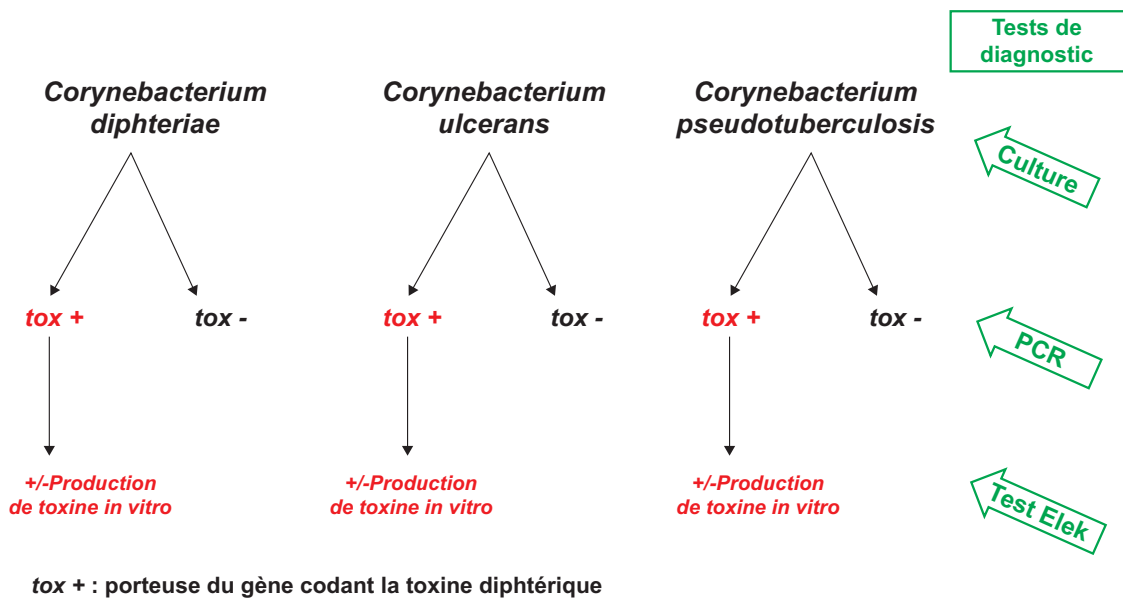 Tests de
diagnostic
Corynebacterium
diphteriae
Corynebacterium
ulcerans
Corynebacterium
pseudotuberculosis
Culture
tox +
tox -
tox +
tox -
tox +
tox -
PCR
+/-Production
de toxine in vitro
+/-Production
de toxine in vitro
+/-Production
de toxine in vitro
Test Elek
tox + : porteuse du gène codant la toxine diphtérique